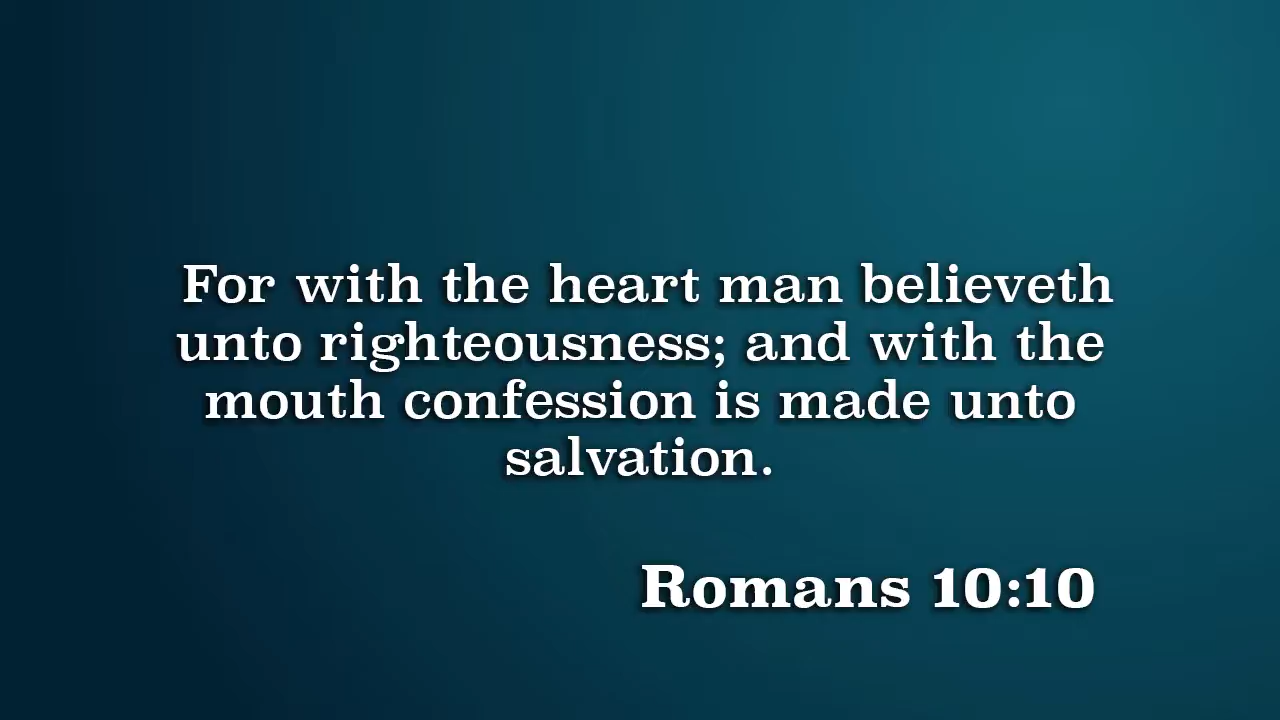 For with the heart man believeth
unto righteousness; and with the
mouth confession is made unto
salvation.
Romans 10:10